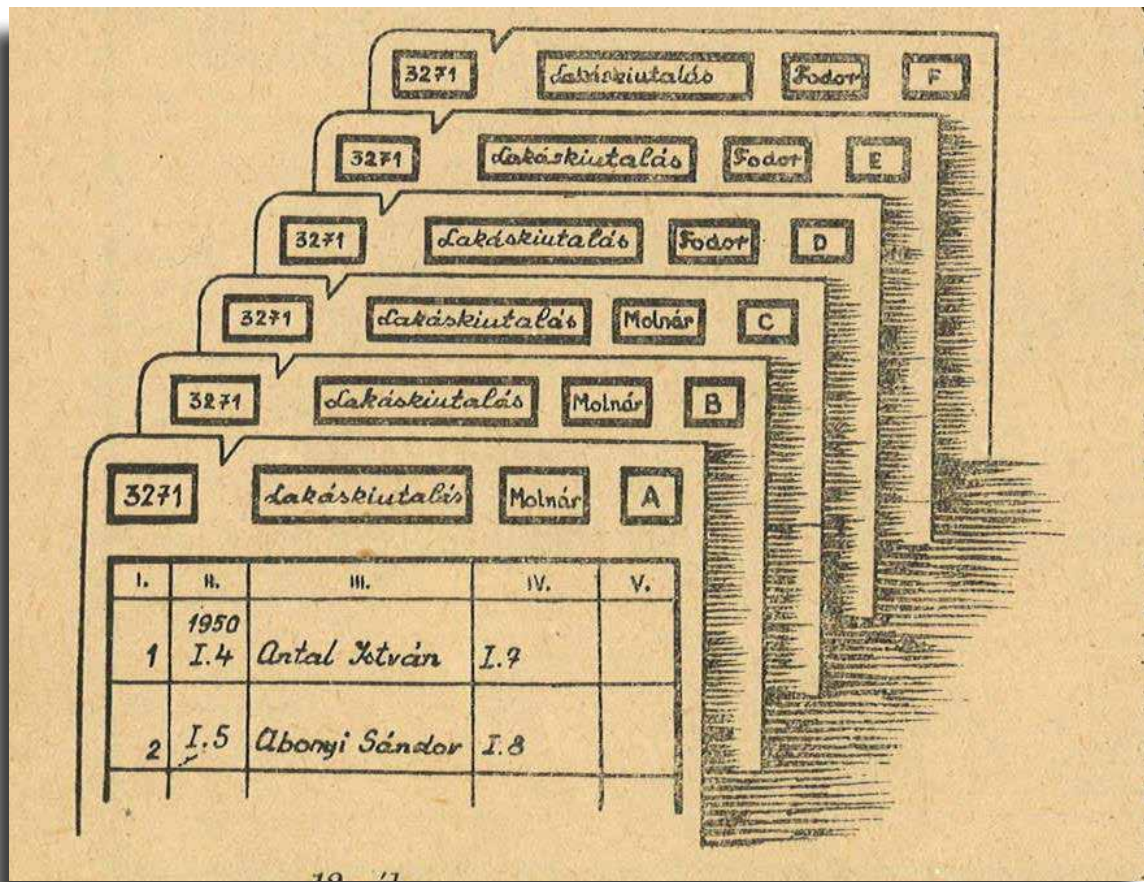 3271 Lakáskiutalás Fodor F
3271 Lakáskiutalás Fodor E
3271 Lakáskiutalás Fodor D
3271 Lakáskiutalás Molnár C
3271 Lakáskiutalás Molnár B
3271 Lakáskiutalás Molnár A
I. II. III. IV. V.
1950
1 I.4 Antal István I.7
2 I.5 Abonyi Sándor I.8